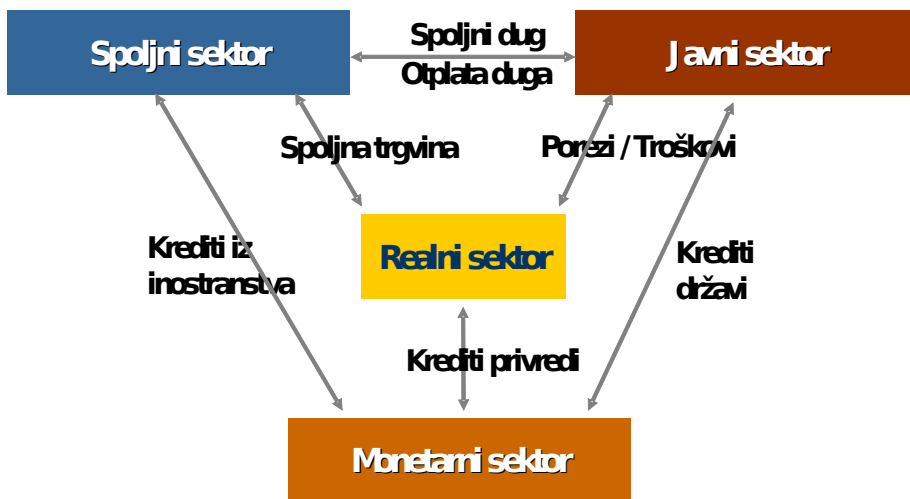 Spoljni sektor
Spoljni dug
Otplata duga
Javni sektor
Spoljna trgvina
Porezi / Troškovi
Krediti iz
inostranstva
Realni sektor
Krediti
državi
Krediti privredi
Monetarni sektor